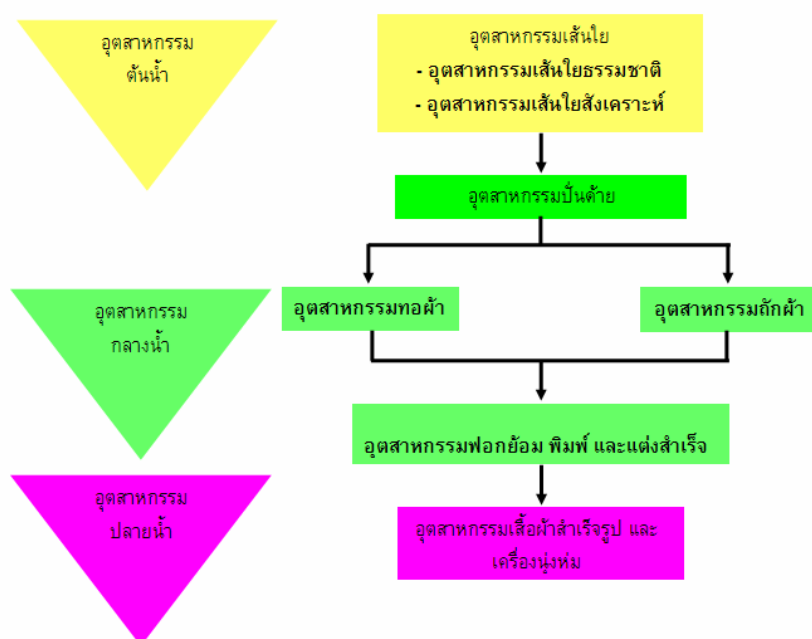 อุตสาหกรรม
ต้นน้ำ
อุตสาหกรรมเส้นใย
- อุตสาหกรรมเส้นใยธรรมชาติ
- อุตสาหกรรมเส้นใยสังเคราะห์
อุตสาหกรรมปั่นด้าย
อุตสาหกรรม
กลางน้ำ
อุตสาหกรรมทอผ้า
อุตสาหกรรมถักผ้า
อุตสาหกรรมฟอกย้อม พิมพ์ และแต่งสำเร็จ
อุตสาหกรรม
ปลายน้ำ
อุตสาหกรรมเสื้อผ้าสำเร็จรูป และ
เครื่องนุ่งห่ม